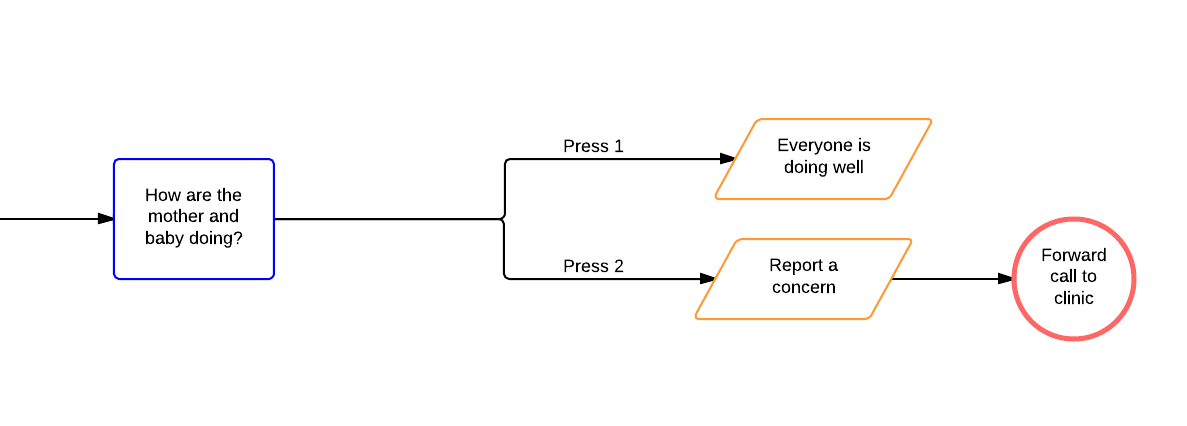 How are the
mother and
baby doing?
Press 1
Everyone is
doing well
Press 2
Report a
concern
Forward
call to
clinic